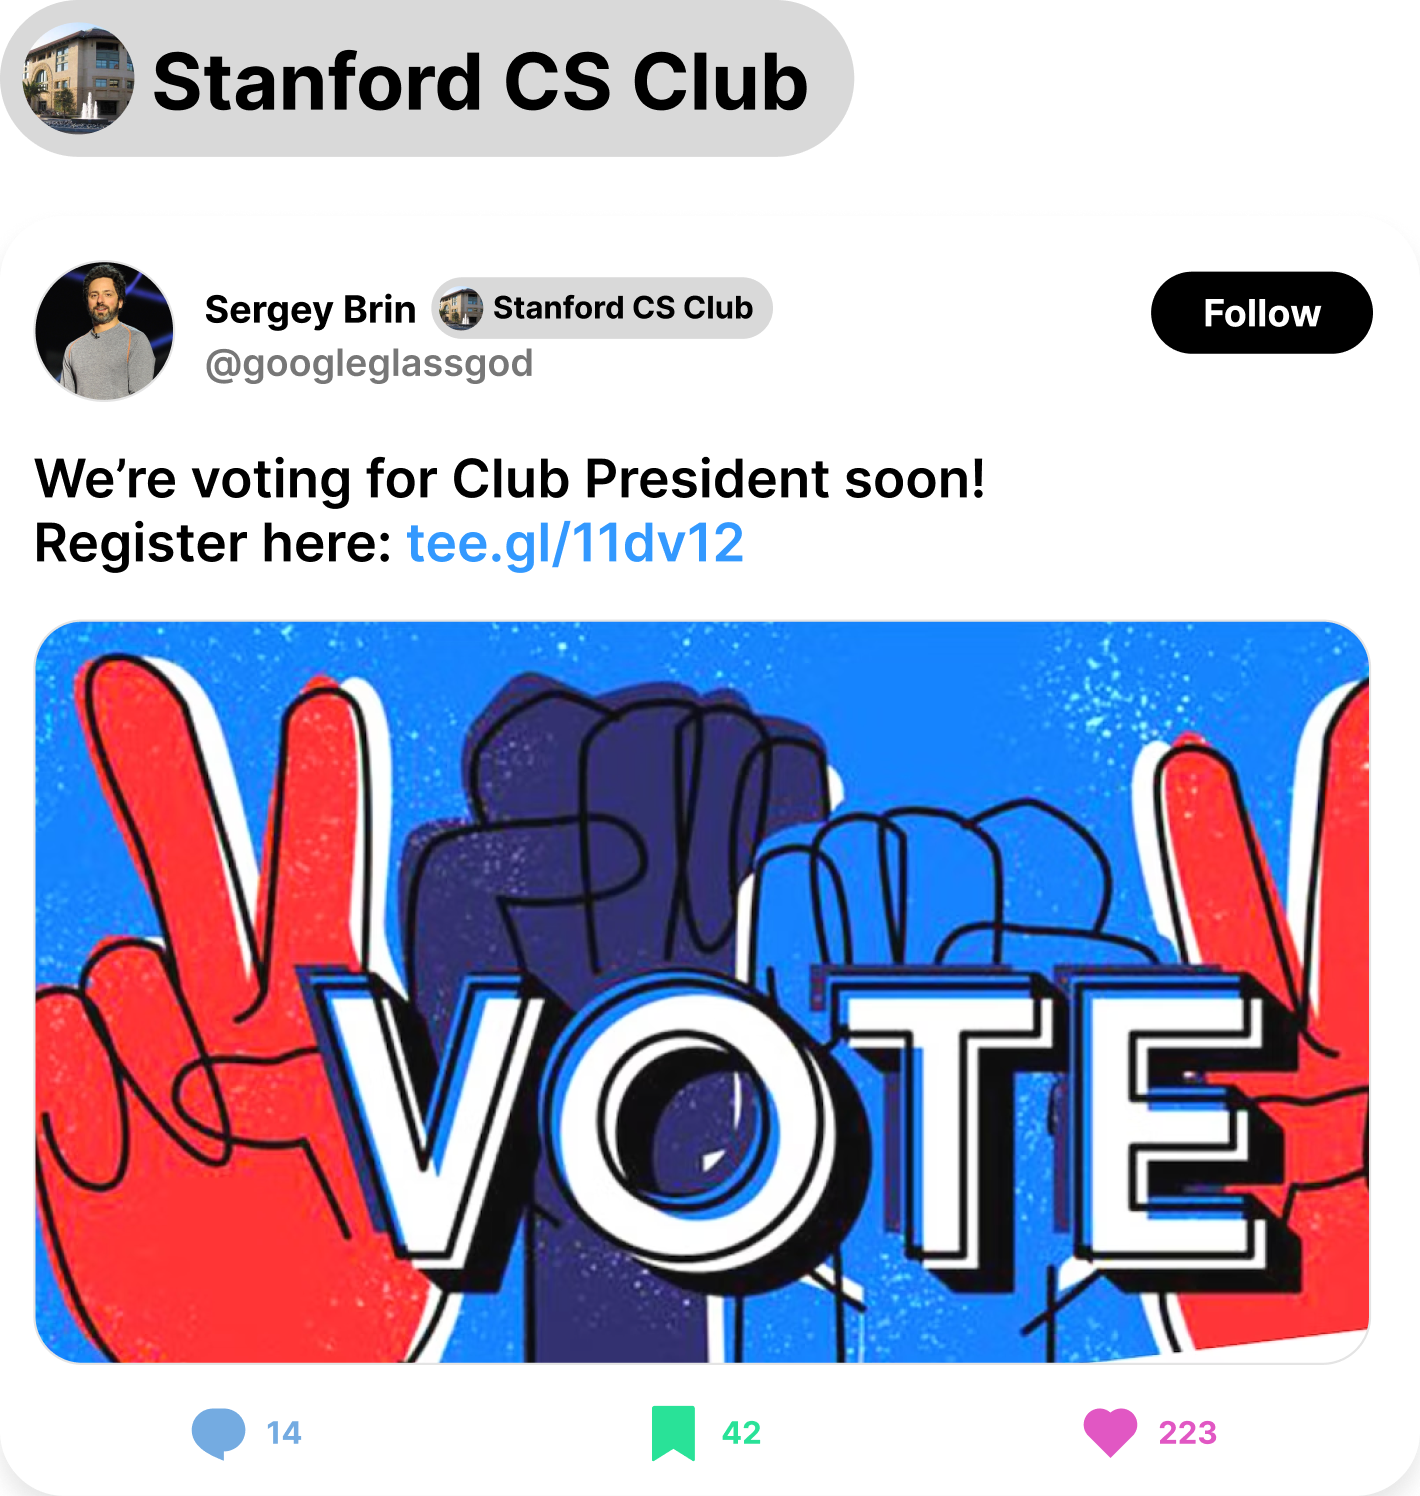 Stanford CS Club
Sergey Brin Stanford CS Club
Follow
@googleglassgod
We’re voting for Club President soon!
Register here: tee.gl/11dv12
VOTE
14 42 223